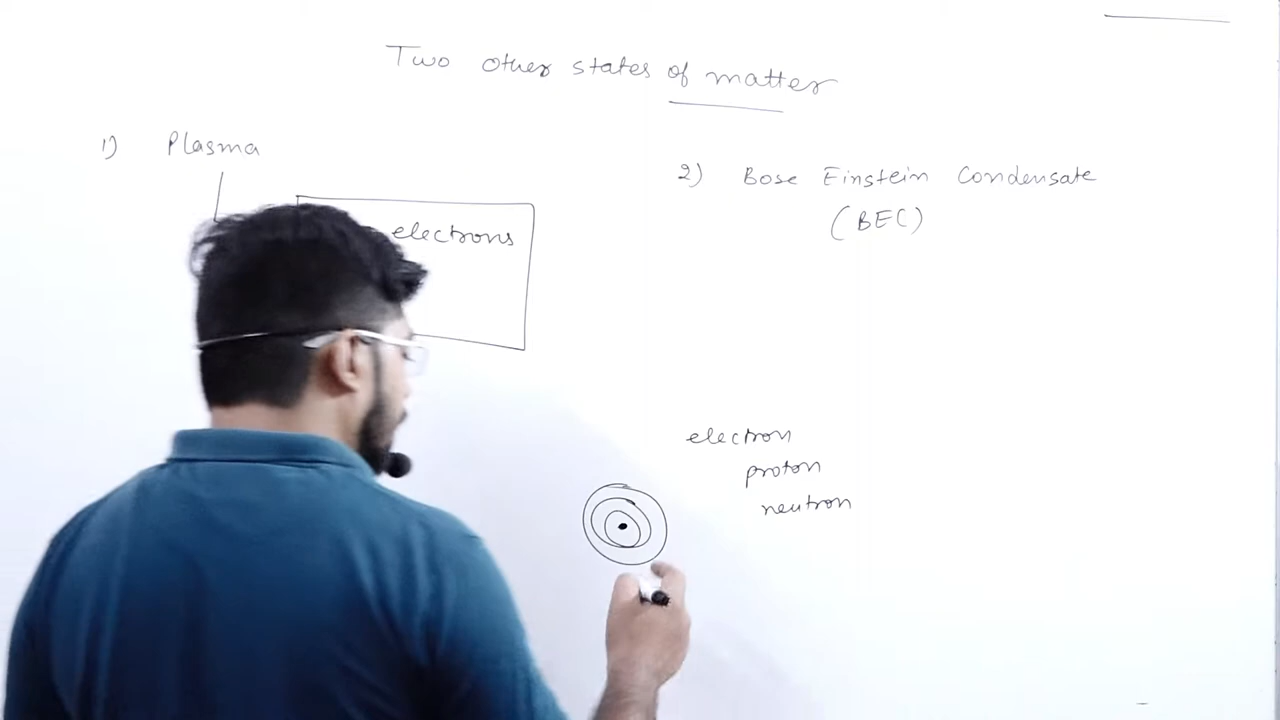 Two other states of matter
1) Plasma
electrons
2) Bose Einstein Condensate
(BEC)
electron
proton
neutron